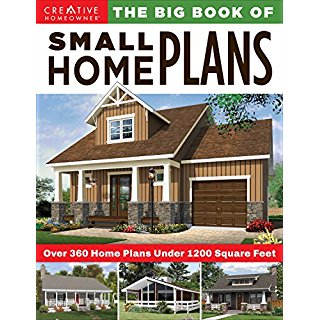 CREATIVE
HOMEOWNER®
THE BIG BOOK OF
SMALL
HOME PLANS
Over 360 Home Plans Under 1200 Square Feet